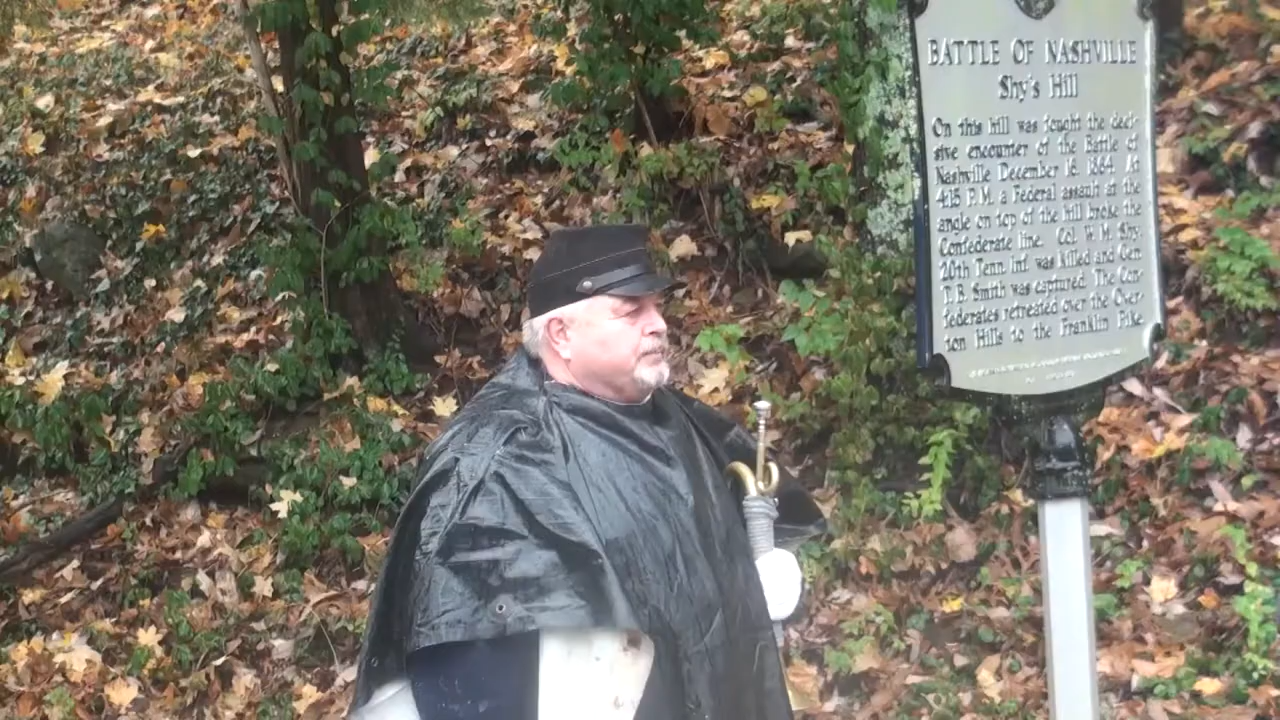 BATTLE OF NASHVILLE
Shy's Hill
On this hill was fought the deci-
sive encounter of the Battle of
Nashville December 16, 1864. At
4:15 P.M. a Federal assault at the
angle on top of the hill broke the
Confederate line. Col. W. M. Shy,
20th Tenn. Inf. was killed and Gen.
T. B. Smith was captured. The Con-
federates retreated over the Over-
ton Hills to the Franklin Pike.